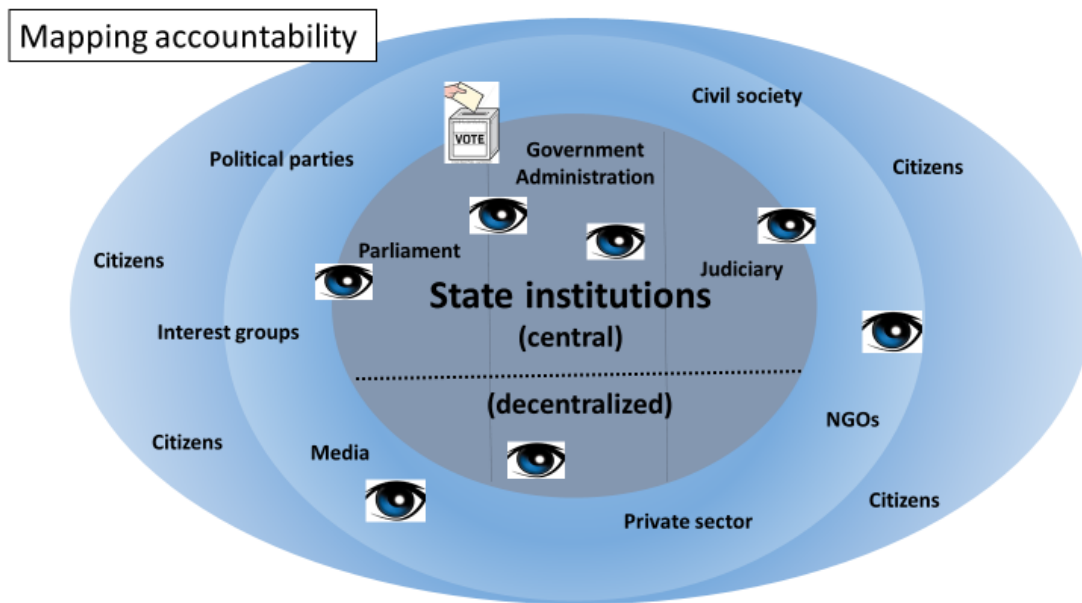 Mapping accountability
Civil society
VOTE
Political parties
Government
Administration
Citizens
Parliament
Citizens
Judiciary
State institutions
Interest groups
(central)
(decentralized)
NGOs
Citizens
Media
Citizens
Private sector